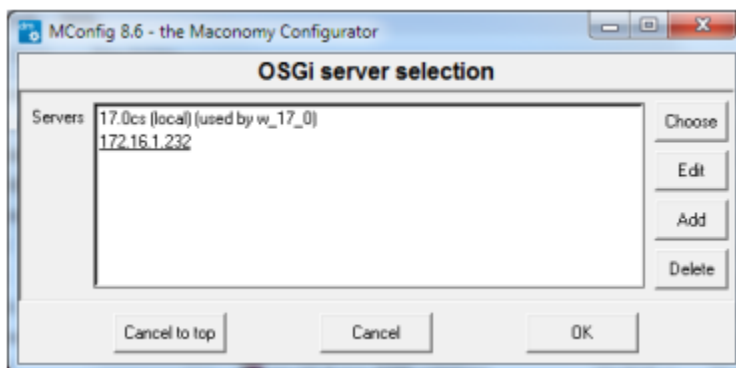 MConfig 8.6 - the Maconomy Configurator
OSGi server selection
Servers
17.0cs (local) (used by w_17_0)
172.16.1.232
Choose
Edit
Add
Delete
Cancel to top
Cancel
OK